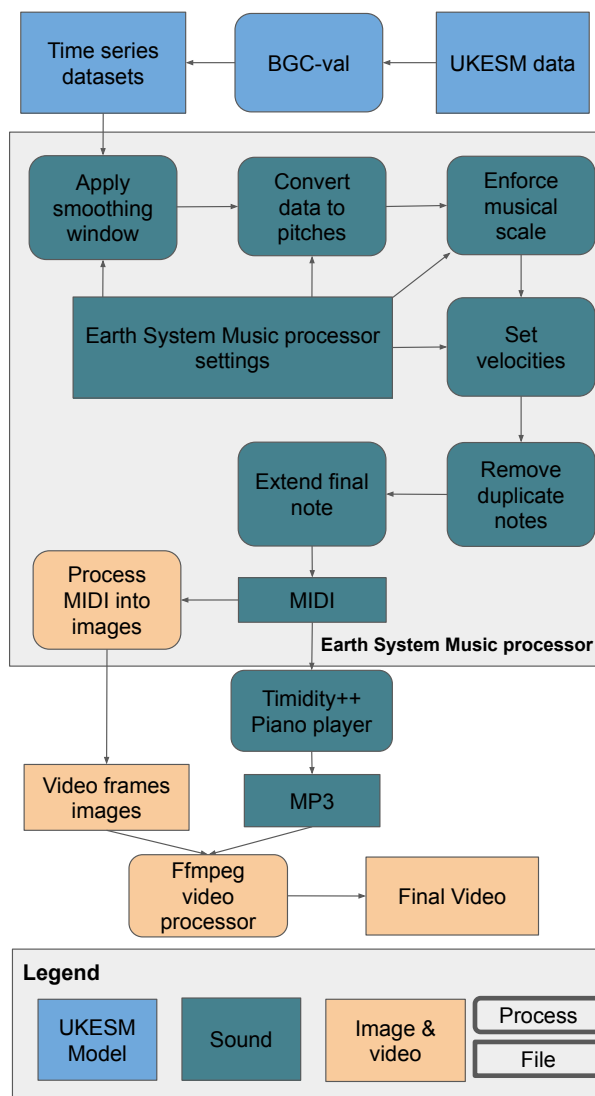 Time series
datasets
BGC-val
UKESM data
Apply
smoothing
window
Convert
data to
pitches
Enforce
musical
scale
Earth System Music processor
settings
Set
velocities
Extend final
note
Remove
duplicate
notes
Process
MIDI into
images
MIDI
Earth System Music processor
Timidity++
Piano player
Video frames
images
MP3
Ffmpeg
video
processor
Final Video
Legend
UKESM
Model
Sound
Image &
video
Process
File